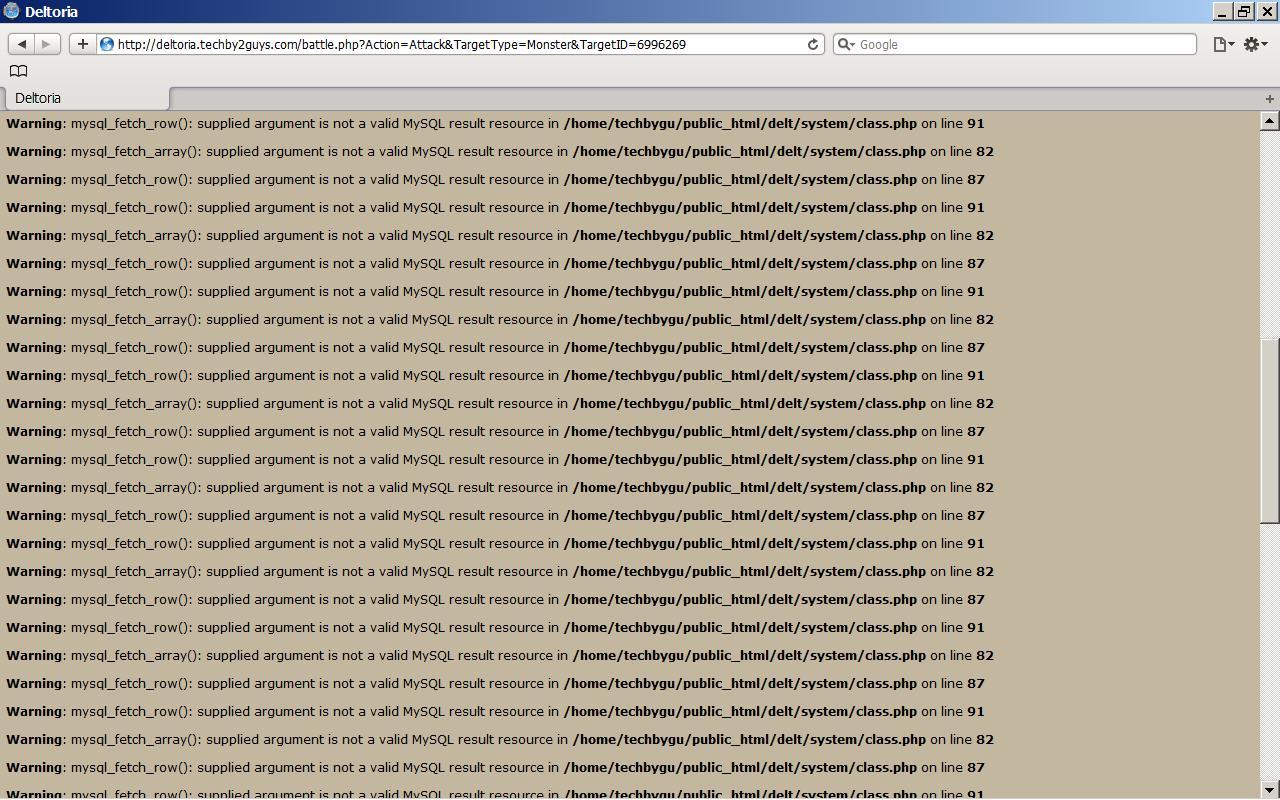 Deltoria
http://deltoria.techby2guys.com/battle.php?Action=Attack&TargetType=Monster&TargetID=6996269
Google
Deltoria
Warning: mysql_fetch_row(): supplied argument is not a valid MySQL result resource in /home/techbygu/public_html/delt/system/class.php on line 91
Warning: mysql_fetch_array(): supplied argument is not a valid MySQL result resource in /home/techbygu/public_html/delt/system/class.php on line 82
Warning: mysql_fetch_row(): supplied argument is not a valid MySQL result resource in /home/techbygu/public_html/delt/system/class.php on line 87
Warning: mysql_fetch_row(): supplied argument is not a valid MySQL result resource in /home/techbygu/public_html/delt/system/class.php on line 91
Warning: mysql_fetch_array(): supplied argument is not a valid MySQL result resource in /home/techbygu/public_html/delt/system/class.php on line 82
Warning: mysql_fetch_row(): supplied argument is not a valid MySQL result resource in /home/techbygu/public_html/delt/system/class.php on line 87
Warning: mysql_fetch_row(): supplied argument is not a valid MySQL result resource in /home/techbygu/public_html/delt/system/class.php on line 91
Warning: mysql_fetch_array(): supplied argument is not a valid MySQL result resource in /home/techbygu/public_html/delt/system/class.php on line 82
Warning: mysql_fetch_row(): supplied argument is not a valid MySQL result resource in /home/techbygu/public_html/delt/system/class.php on line 87
Warning: mysql_fetch_row(): supplied argument is not a valid MySQL result resource in /home/techbygu/public_html/delt/system/class.php on line 91
Warning: mysql_fetch_array(): supplied argument is not a valid MySQL result resource in /home/techbygu/public_html/delt/system/class.php on line 82
Warning: mysql_fetch_row(): supplied argument is not a valid MySQL result resource in /home/techbygu/public_html/delt/system/class.php on line 87
Warning: mysql_fetch_row(): supplied argument is not a valid MySQL result resource in /home/techbygu/public_html/delt/system/class.php on line 91
Warning: mysql_fetch_array(): supplied argument is not a valid MySQL result resource in /home/techbygu/public_html/delt/system/class.php on line 82
Warning: mysql_fetch_row(): supplied argument is not a valid MySQL result resource in /home/techbygu/public_html/delt/system/class.php on line 87
Warning: mysql_fetch_row(): supplied argument is not a valid MySQL result resource in /home/techbygu/public_html/delt/system/class.php on line 91
Warning: mysql_fetch_array(): supplied argument is not a valid MySQL result resource in /home/techbygu/public_html/delt/system/class.php on line 82
Warning: mysql_fetch_row(): supplied argument is not a valid MySQL result resource in /home/techbygu/public_html/delt/system/class.php on line 87
Warning: mysql_fetch_row(): supplied argument is not a valid MySQL result resource in /home/techbygu/public_html/delt/system/class.php on line 91
Warning: mysql_fetch_array(): supplied argument is not a valid MySQL result resource in /home/techbygu/public_html/delt/system/class.php on line 82
Warning: mysql_fetch_row(): supplied argument is not a valid MySQL result resource in /home/techbygu/public_html/delt/system/class.php on line 87
Warning: mysql_fetch_row(): supplied argument is not a valid MySQL result resource in /home/techbygu/public_html/delt/system/class.php on line 91
Warning: mysql_fetch_array(): supplied argument is not a valid MySQL result resource in /home/techbygu/public_html/delt/system/class.php on line 82
Warning: mysql_fetch_row(): supplied argument is not a valid MySQL result resource in /home/techbygu/public_html/delt/system/class.php on line 87
Warning: mysql_fetch_row(): supplied argument is not a valid MySQL result resource in /home/techbygu/public_html/delt/system/class.php on line 91